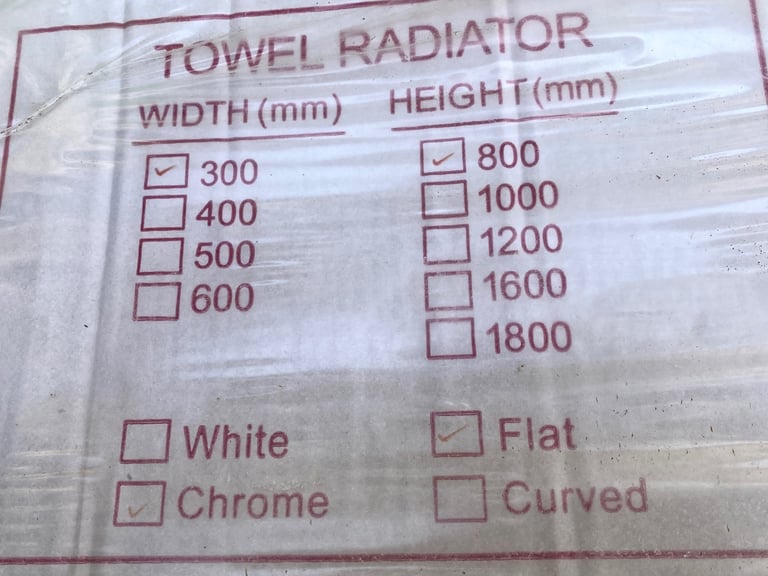 TOWEL RADIATOR
WIDTH (mm) HEIGHT (mm)
☑ 300 ☑ 800
☐ 400 ☐ 1000
☐ 500 ☐ 1200
☐ 600 ☐ 1600
☐ 1800
☐ White ☑ Flat
☑ Chrome ☐ Curved